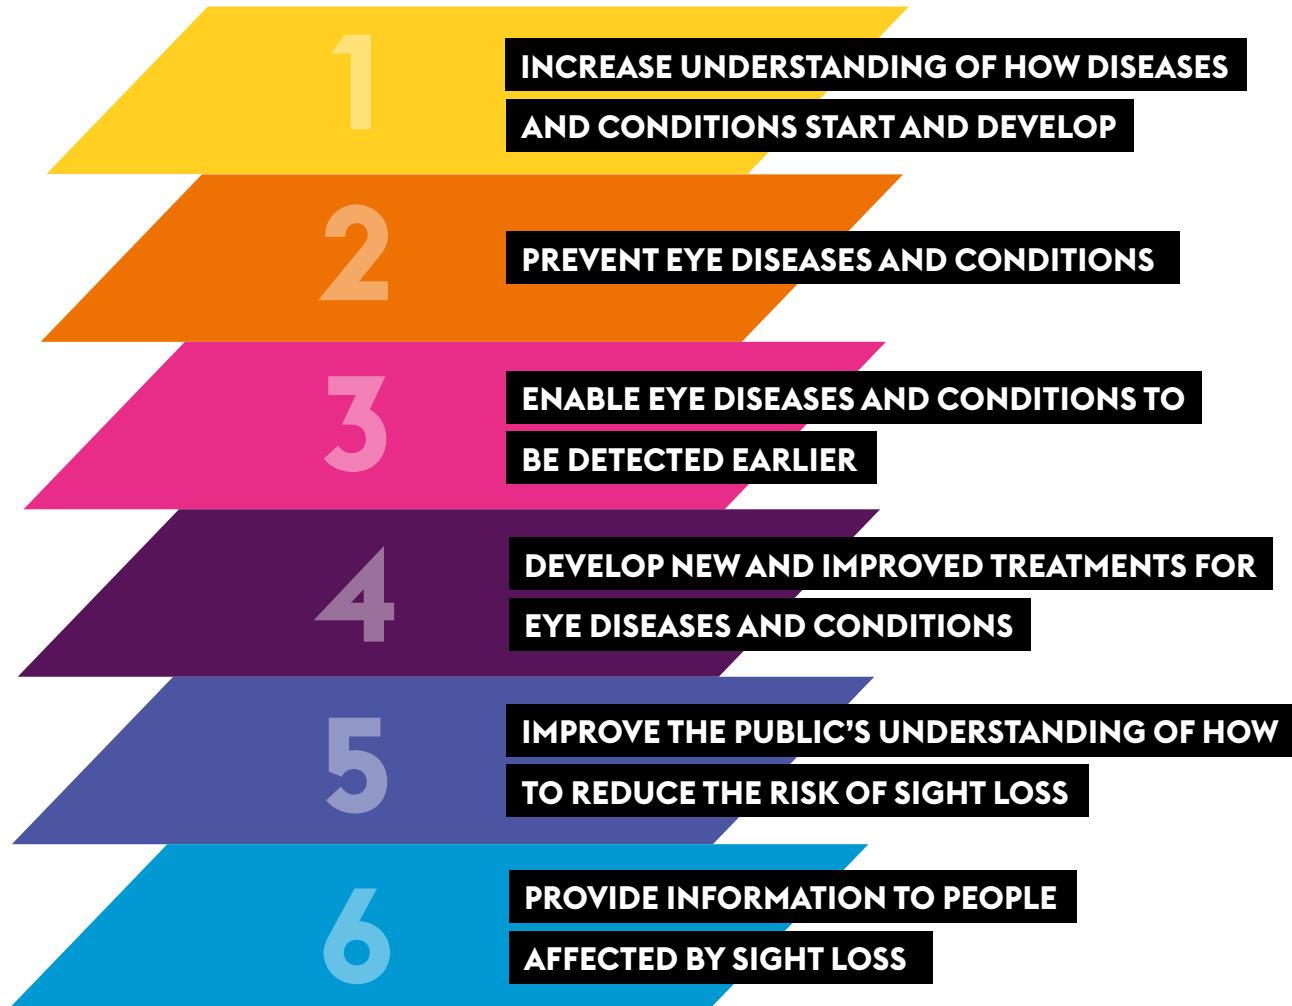 1
INCREASE UNDERSTANDING OF HOW DISEASES
AND CONDITIONS START AND DEVELOP
2
PREVENT EYE DISEASES AND CONDITIONS
3
ENABLE EYE DISEASES AND CONDITIONS TO
BE DETECTED EARLIER
4
DEVELOP NEW AND IMPROVED TREATMENTS FOR
EYE DISEASES AND CONDITIONS
5
IMPROVE THE PUBLIC’S UNDERSTANDING OF HOW
TO REDUCE THE RISK OF SIGHT LOSS
6
PROVIDE INFORMATION TO PEOPLE
AFFECTED BY SIGHT LOSS